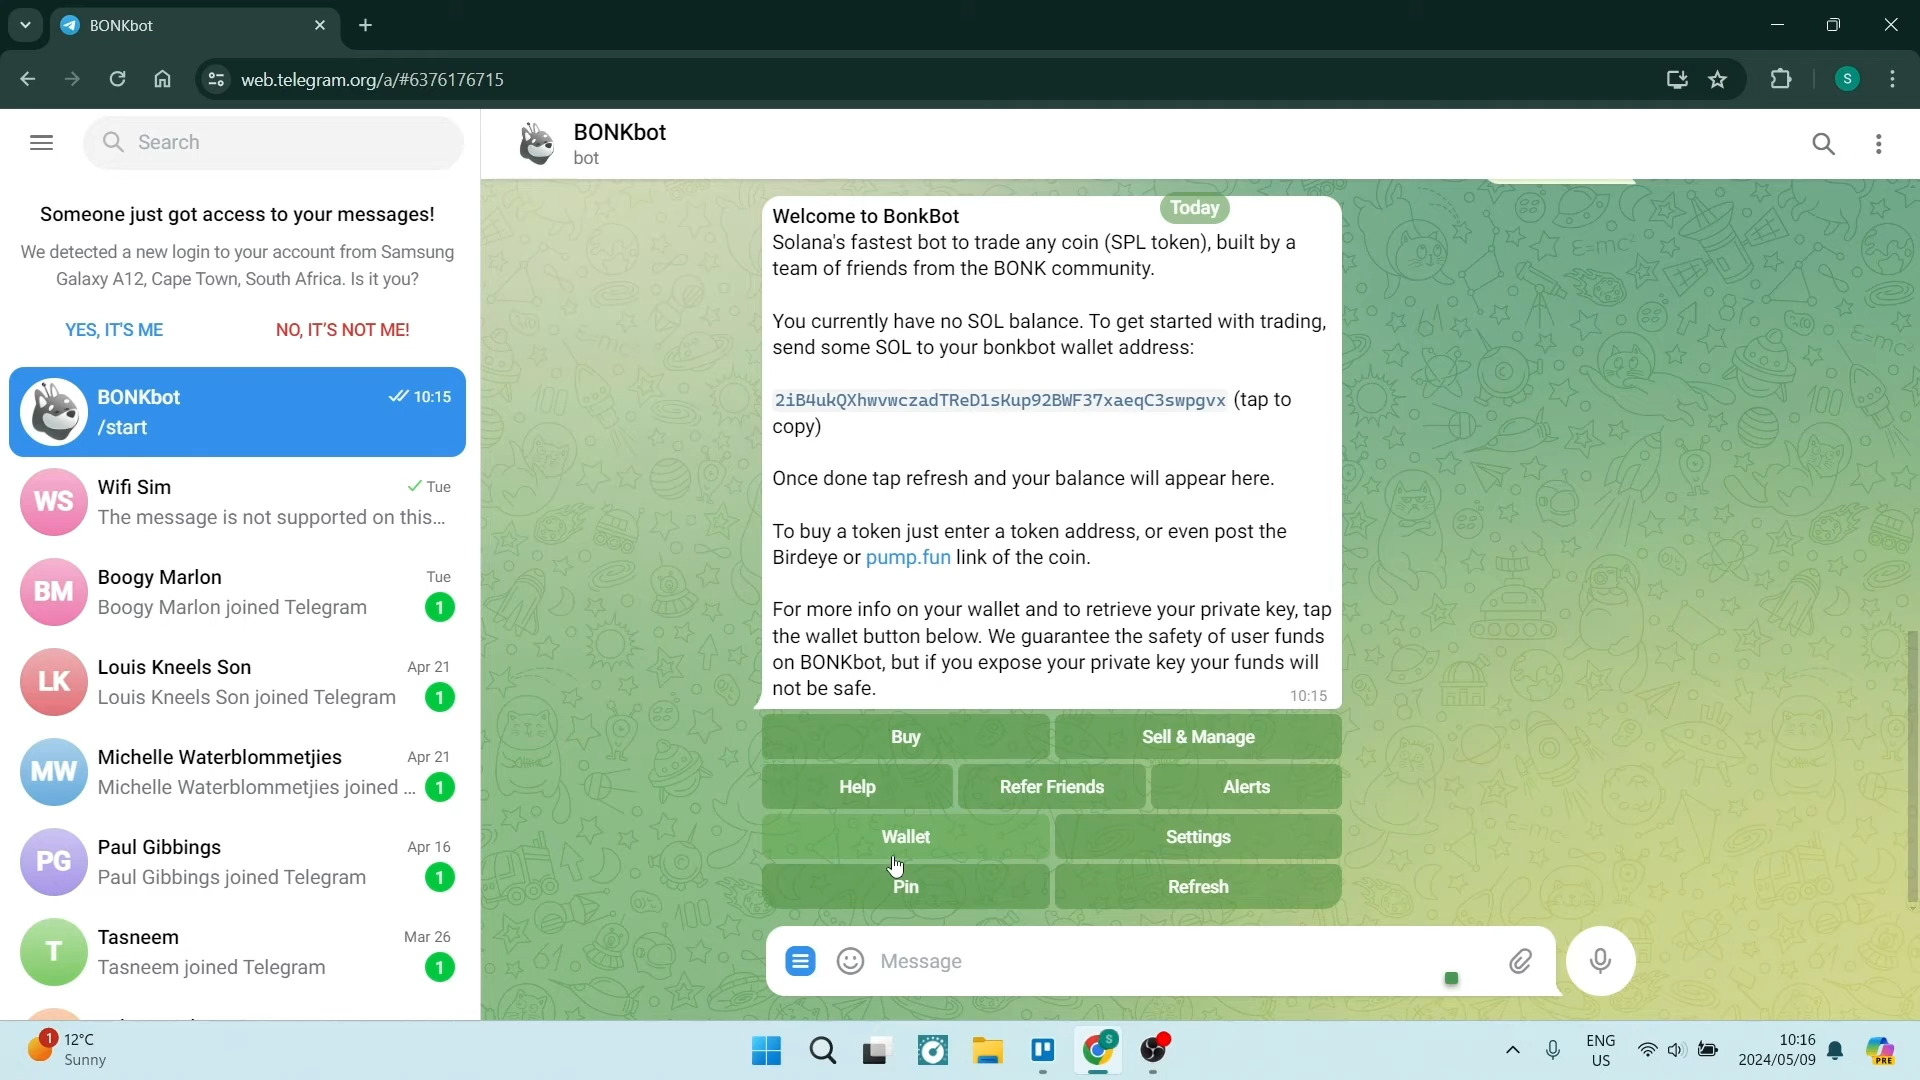 BONKbot
web.telegram.org/a/#6376176715
S
Search
Someone just got access to your messages!
We detected a new login to your account from Samsung
Galaxy A12, Cape Town, South Africa. Is it you?
YES, IT'S ME
NO, IT'S NOT ME!
BONKbot
10:15
/start
WS
Wifi Sim
Tue
The message is not supported on this...
BM
Boogy Marlon
Tue
Boogy Marlon joined Telegram
1
LK
Louis Kneels Son
Apr 21
Louis Kneels Son joined Telegram
1
MW
Michelle Waterblommetjies
Apr 21
Michelle Waterblommetjies joined ...
1
PG
Paul Gibbings
Apr 16
Paul Gibbings joined Telegram
1
T
Tasneem
Mar 26
Tasneem joined Telegram
1
BONKbot
bot
Today
Welcome to BonkBot
Solana's fastest bot to trade any coin (SPL token), built by a
team of friends from the BONK community.
You currently have no SOL balance. To get started with trading,
send some SOL to your bonkbot wallet address:
2iB4ukQXhwvwczadTReD1sKup92BWF37xaeqC3swpgvx (tap to
copy)
Once done tap refresh and your balance will appear here.
To buy a token just enter a token address, or even post the
Birdeye or pump.fun link of the coin.
For more info on your wallet and to retrieve your private key, tap
the wallet button below. We guarantee the safety of user funds
on BONKbot, but if you expose your private key your funds will
not be safe.
10:15
Buy
Sell & Manage
Help
Refer Friends
Alerts
Wallet
Settings
Pin
Refresh
Message
1
12°C
Sunny
S
ENG
US
10:16
2024/05/09
PRE